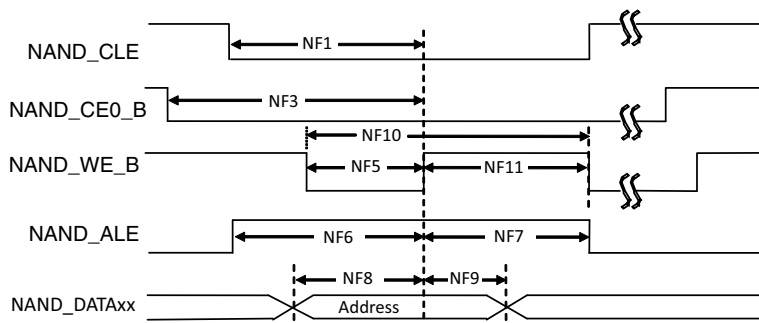 NAND_CLE
NF1
NAND_CE0_B
NF3
NF10
NAND_WE_B
NF5
NF11
NAND_ALE
NF6
NF7
NF8
NF9
NAND_DATAxx
Address